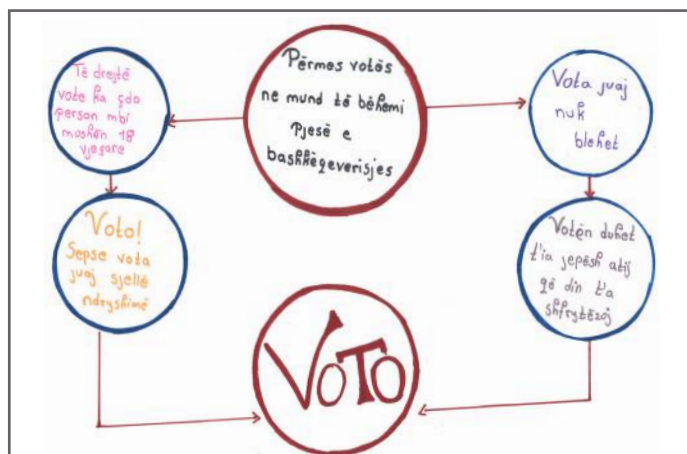 Përmes votës
ne mund të bëhemi
pjesë e
bashkëqeverisjes
Të drejtë
vote ka çdo
person mbi
moshën 18
vjeçare
Vota juaj
nuk
blehet
Voto!
Sepse vota
juaj sjellë
ndryshimë
Votën duhet
t'ia jepësh atij
që din t'a
shfrytëzoj
VOTO